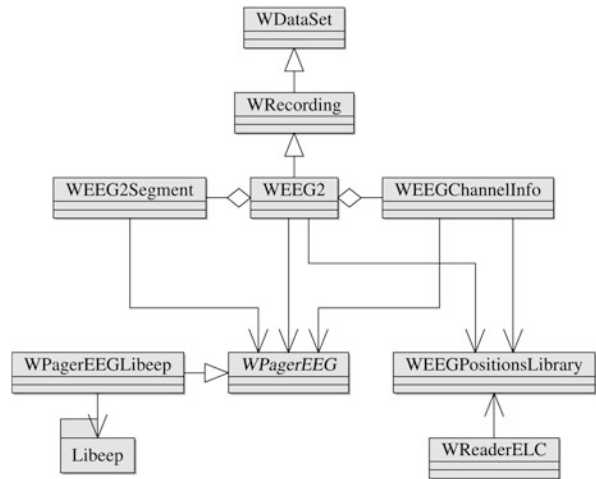 WDataSet
WRecording
WEEG2Segment
WEEG2
WEEGChannelInfo
WPagerEEGLibeep
WPagerEEG
WEEGPositionsLibrary
Libeep
WReaderELC